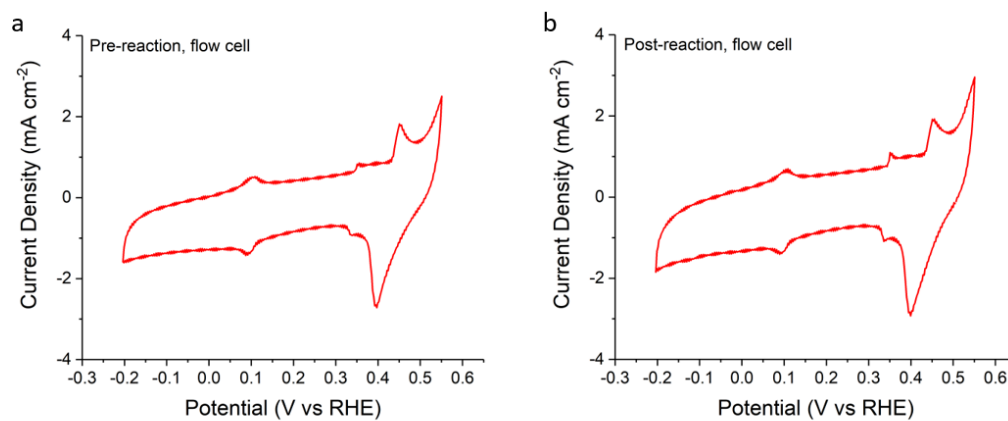 a
Pre-reaction, flow cell
Current Density (mA cm⁻²)
4
2
0
-2
-4
-0.3 -0.2 -0.1 0.0 0.1 0.2 0.3 0.4 0.5 0.6
Potential (V vs RHE)
b
Post-reaction, flow cell
Current Density (mA cm⁻²)
4
2
0
-2
-4
-0.3 -0.2 -0.1 0.0 0.1 0.2 0.3 0.4 0.5 0.6
Potential (V vs RHE)